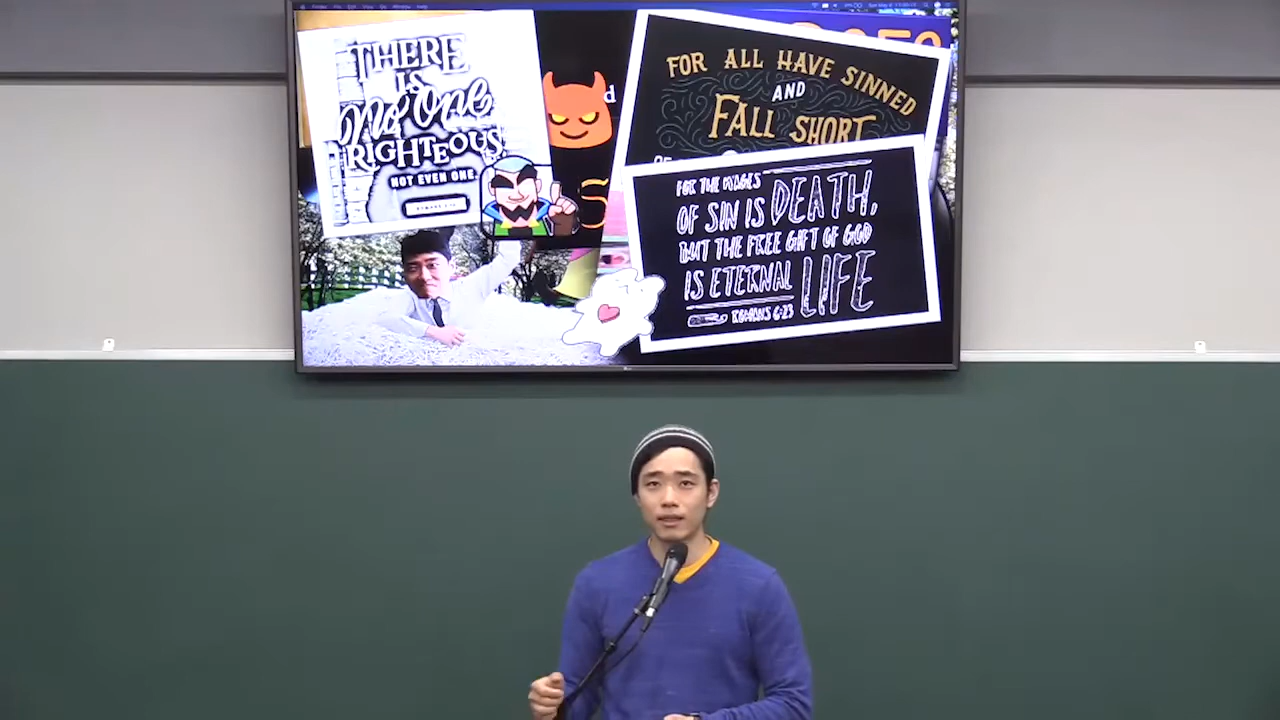 THERE
IS
No One
RIGHTEOUS
NOT EVEN ONE
FOR ALL HAVE SINNED
AND
FALL SHORT
OF
FOR THE WAGES
OF SIN IS DEATH,
BUT THE FREE GIFT OF GOD
IS ETERNAL LIFE
ROMANS 6:23